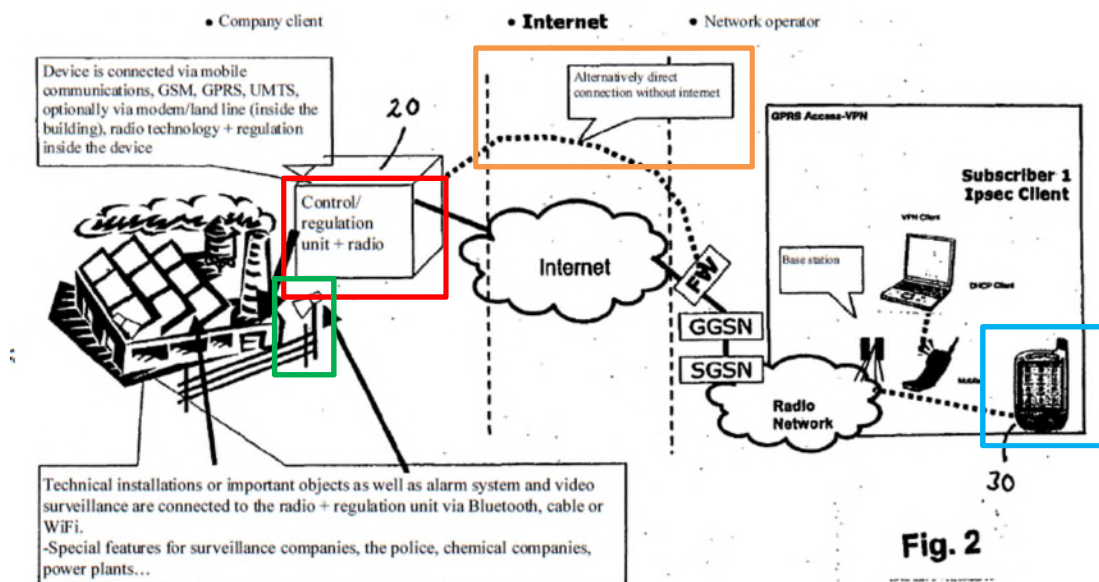 • Company client
• Internet
• Network operator
Device is connected via mobile
communications, GSM, GPRS, UMTS,
optionally via modem/land line (inside the
building), radio technology + regulation
inside the device
20
Alternatively direct
connection without internet
GPRS Access-VPN
Subscriber 1
Ipsec Client
Control/
regulation
unit + radio
VPN Client
Internet
FW
Base station
DHCP Client
GGSN
SGSN
Radio
Network
30
Technical installations or important objects as well as alarm system and video
surveillance are connected to the radio + regulation unit via Bluetooth, cable or
WiFi.
-Special features for surveillance companies, the police, chemical companies,
power plants…
Fig. 2